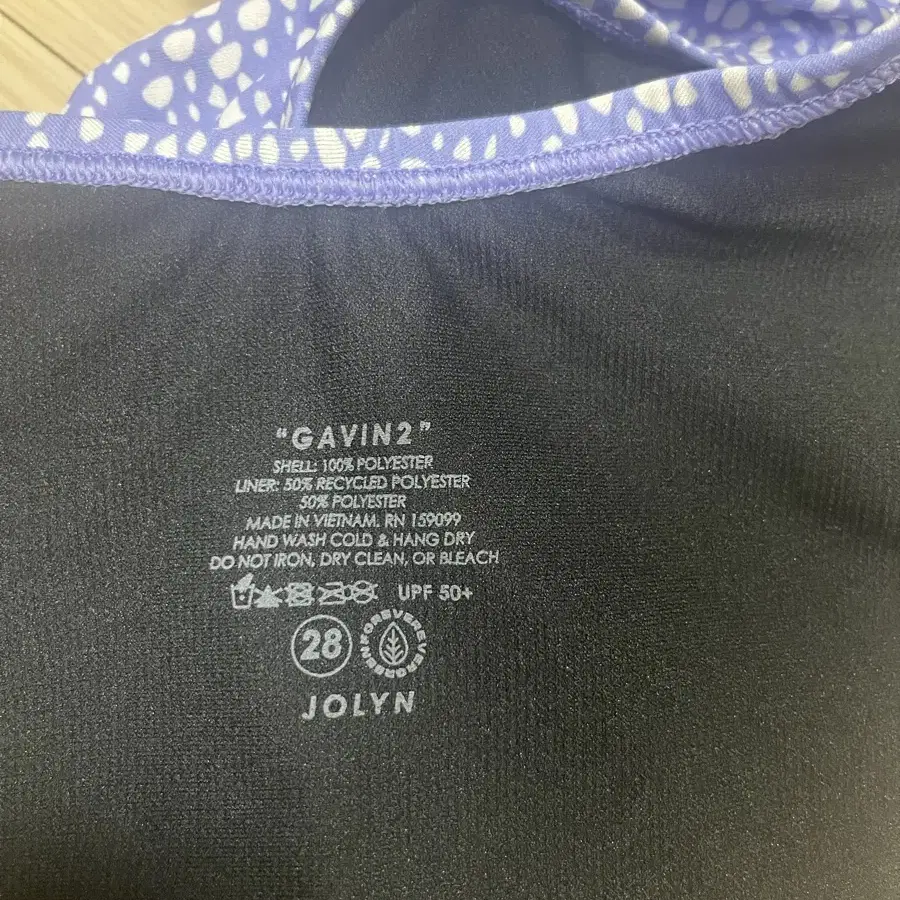 "GAVIN2"
SHELL: 100% POLYESTER
LINER: 50% RECYCLED POLYESTER
50% POLYESTER
MADE IN VIETNAM. RN 159099
HAND WASH COLD & HANG DRY
DO NOT IRON, DRY CLEAN, OR BLEACH
UPF 50+
28
FOREVEREVERGREEN
JOLYN